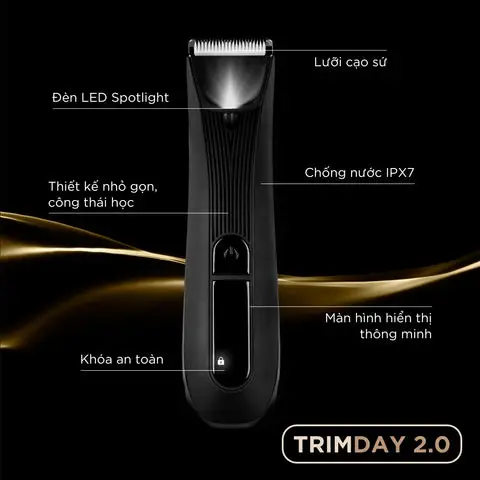 Lưỡi cạo sứ
Đèn LED Spotlight
Chống nước IPX7
Thiết kế nhỏ gọn,
công thái học
Màn hình hiển thị
thông minh
Khóa an toàn
TRIMDAY 2.0